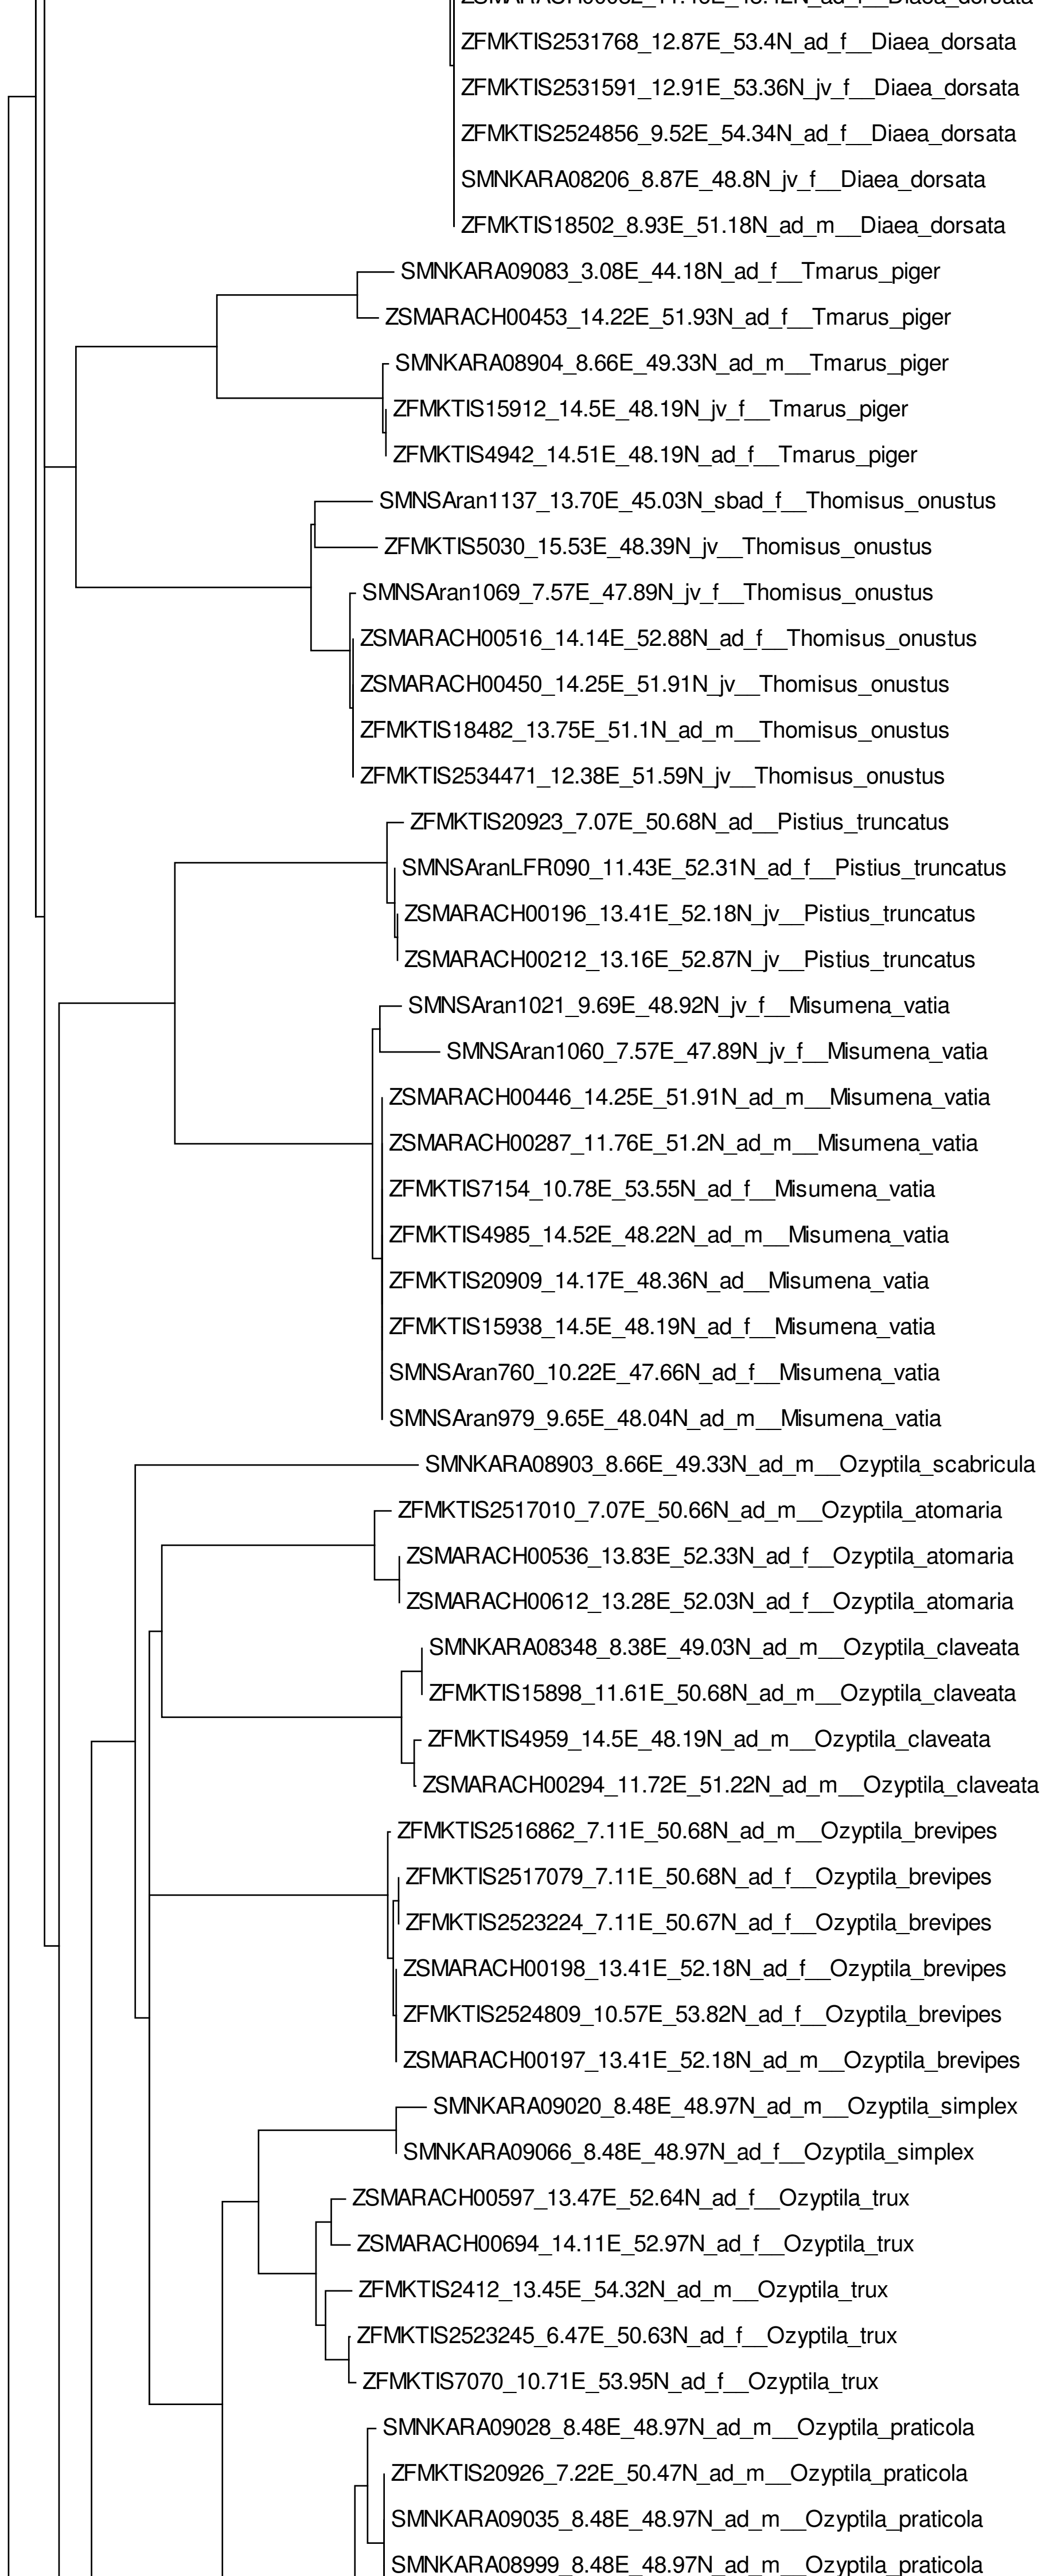 ZFMKTIS2531768_12.87E_53.4N_ad_f__Diaea_dorsata
ZFMKTIS2531591_12.91E_53.36N_jv_f__Diaea_dorsata
ZFMKTIS2524856_9.52E_54.34N_ad_f__Diaea_dorsata
SMNKARA08206_8.87E_48.8N_jv_f__Diaea_dorsata
ZFMKTIS18502_8.93E_51.18N_ad_m__Diaea_dorsata
SMNKARA09083_3.08E_44.18N_ad_f__Tmarus_piger
ZSMARACH00453_14.22E_51.93N_ad_f__Tmarus_piger
SMNKARA08904_8.66E_49.33N_ad_m__Tmarus_piger
ZFMKTIS15912_14.5E_48.19N_jv_f__Tmarus_piger
ZFMKTIS4942_14.51E_48.19N_ad_f__Tmarus_piger
SMNSAran1137_13.70E_45.03N_sbad_f__Thomisus_onustus
ZFMKTIS5030_15.53E_48.39N_jv__Thomisus_onustus
SMNSAran1069_7.57E_47.89N_jv_f__Thomisus_onustus
ZSMARACH00516_14.14E_52.88N_ad_f__Thomisus_onustus
ZSMARACH00450_14.25E_51.91N_jv__Thomisus_onustus
ZFMKTIS18482_13.75E_51.1N_ad_m__Thomisus_onustus
ZFMKTIS2534471_12.38E_51.59N_jv__Thomisus_onustus
ZFMKTIS20923_7.07E_50.68N_ad__Pistius_truncatus
SMNSAranLFR090_11.43E_52.31N_ad_f__Pistius_truncatus
ZSMARACH00196_13.41E_52.18N_jv__Pistius_truncatus
ZSMARACH00212_13.16E_52.87N_jv__Pistius_truncatus
SMNSAran1021_9.69E_48.92N_jv_f__Misumena_vatia
SMNSAran1060_7.57E_47.89N_jv_f__Misumena_vatia
ZSMARACH00446_14.25E_51.91N_ad_m__Misumena_vatia
ZSMARACH00287_11.76E_51.2N_ad_m__Misumena_vatia
ZFMKTIS7154_10.78E_53.55N_ad_f__Misumena_vatia
ZFMKTIS4985_14.52E_48.22N_ad_m__Misumena_vatia
ZFMKTIS20909_14.17E_48.36N_ad__Misumena_vatia
ZFMKTIS15938_14.5E_48.19N_ad_f__Misumena_vatia
SMNSAran760_10.22E_47.66N_ad_f__Misumena_vatia
SMNSAran979_9.65E_48.04N_ad_m__Misumena_vatia
SMNKARA08903_8.66E_49.33N_ad_m__Ozyptila_scabricula
ZFMKTIS2517010_7.07E_50.66N_ad_m__Ozyptila_atomaria
ZSMARACH00536_13.83E_52.33N_ad_f__Ozyptila_atomaria
ZSMARACH00612_13.28E_52.03N_ad_f__Ozyptila_atomaria
SMNKARA08348_8.38E_49.03N_ad_m__Ozyptila_claveata
ZFMKTIS15898_11.61E_50.68N_ad_m__Ozyptila_claveata
ZFMKTIS4959_14.5E_48.19N_ad_m__Ozyptila_claveata
ZSMARACH00294_11.72E_51.22N_ad_m__Ozyptila_claveata
ZFMKTIS2516862_7.11E_50.68N_ad_m__Ozyptila_brevipes
ZFMKTIS2517079_7.11E_50.68N_ad_f__Ozyptila_brevipes
ZFMKTIS2523224_7.11E_50.67N_ad_f__Ozyptila_brevipes
ZSMARACH00198_13.41E_52.18N_ad_f__Ozyptila_brevipes
ZFMKTIS2524809_10.57E_53.82N_ad_f__Ozyptila_brevipes
ZSMARACH00197_13.41E_52.18N_ad_m__Ozyptila_brevipes
SMNKARA09020_8.48E_48.97N_ad_m__Ozyptila_simplex
SMNKARA09066_8.48E_48.97N_ad_f__Ozyptila_simplex
ZSMARACH00597_13.47E_52.64N_ad_f__Ozyptila_trux
ZSMARACH00694_14.11E_52.97N_ad_f__Ozyptila_trux
ZFMKTIS2412_13.45E_54.32N_ad_m__Ozyptila_trux
ZFMKTIS2523245_6.47E_50.63N_ad_f__Ozyptila_trux
ZFMKTIS7070_10.71E_53.95N_ad_f__Ozyptila_trux
SMNKARA09028_8.48E_48.97N_ad_m__Ozyptila_praticola
ZFMKTIS20926_7.22E_50.47N_ad_m__Ozyptila_praticola
SMNKARA09035_8.48E_48.97N_ad_m__Ozyptila_praticola
SMNKARA08999_8.48E_48.97N_ad_m__Ozyptila_praticola